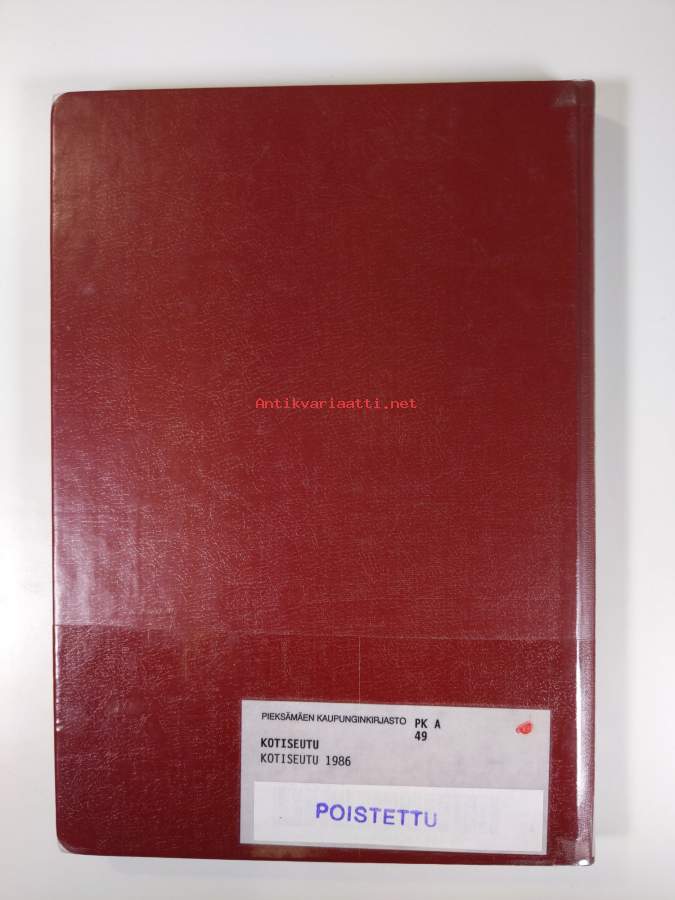 Antikvariaatti.net
PIEKSÄMÄEN KAUPUNGINKIRJASTO PK A
49
KOTISEUTU
KOTISEUTU 1986
POISTETTU